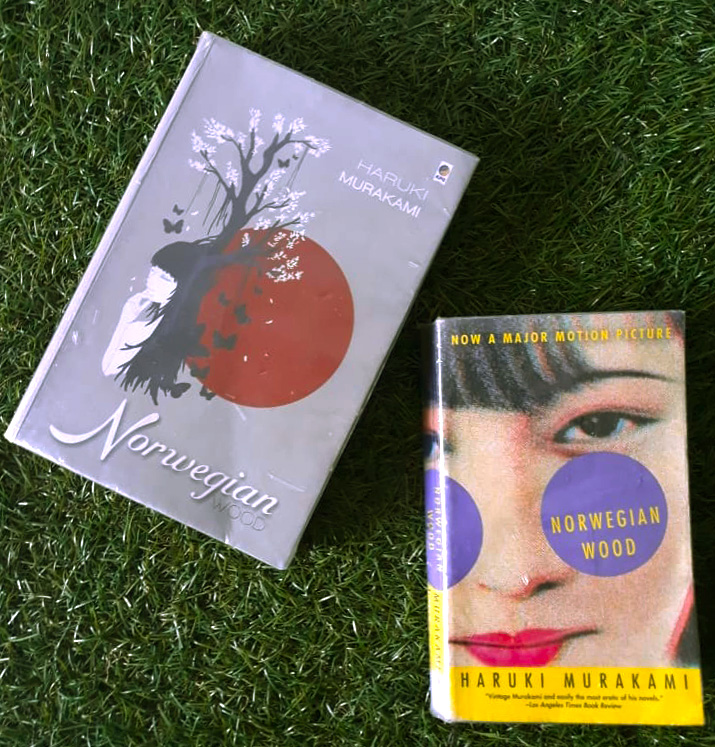 HARUKI
MURAKAMI
Norwegian
WOOD
NOW A MAJOR MOTION PICTURE
NORWEGIAN
WOOD
NORWEGIAN
WOOD
MURAKAMI
HARUKI MURAKAMI
"Vintage Murakami and easily the most erotic of his novels."
—Los Angeles Times Book Review